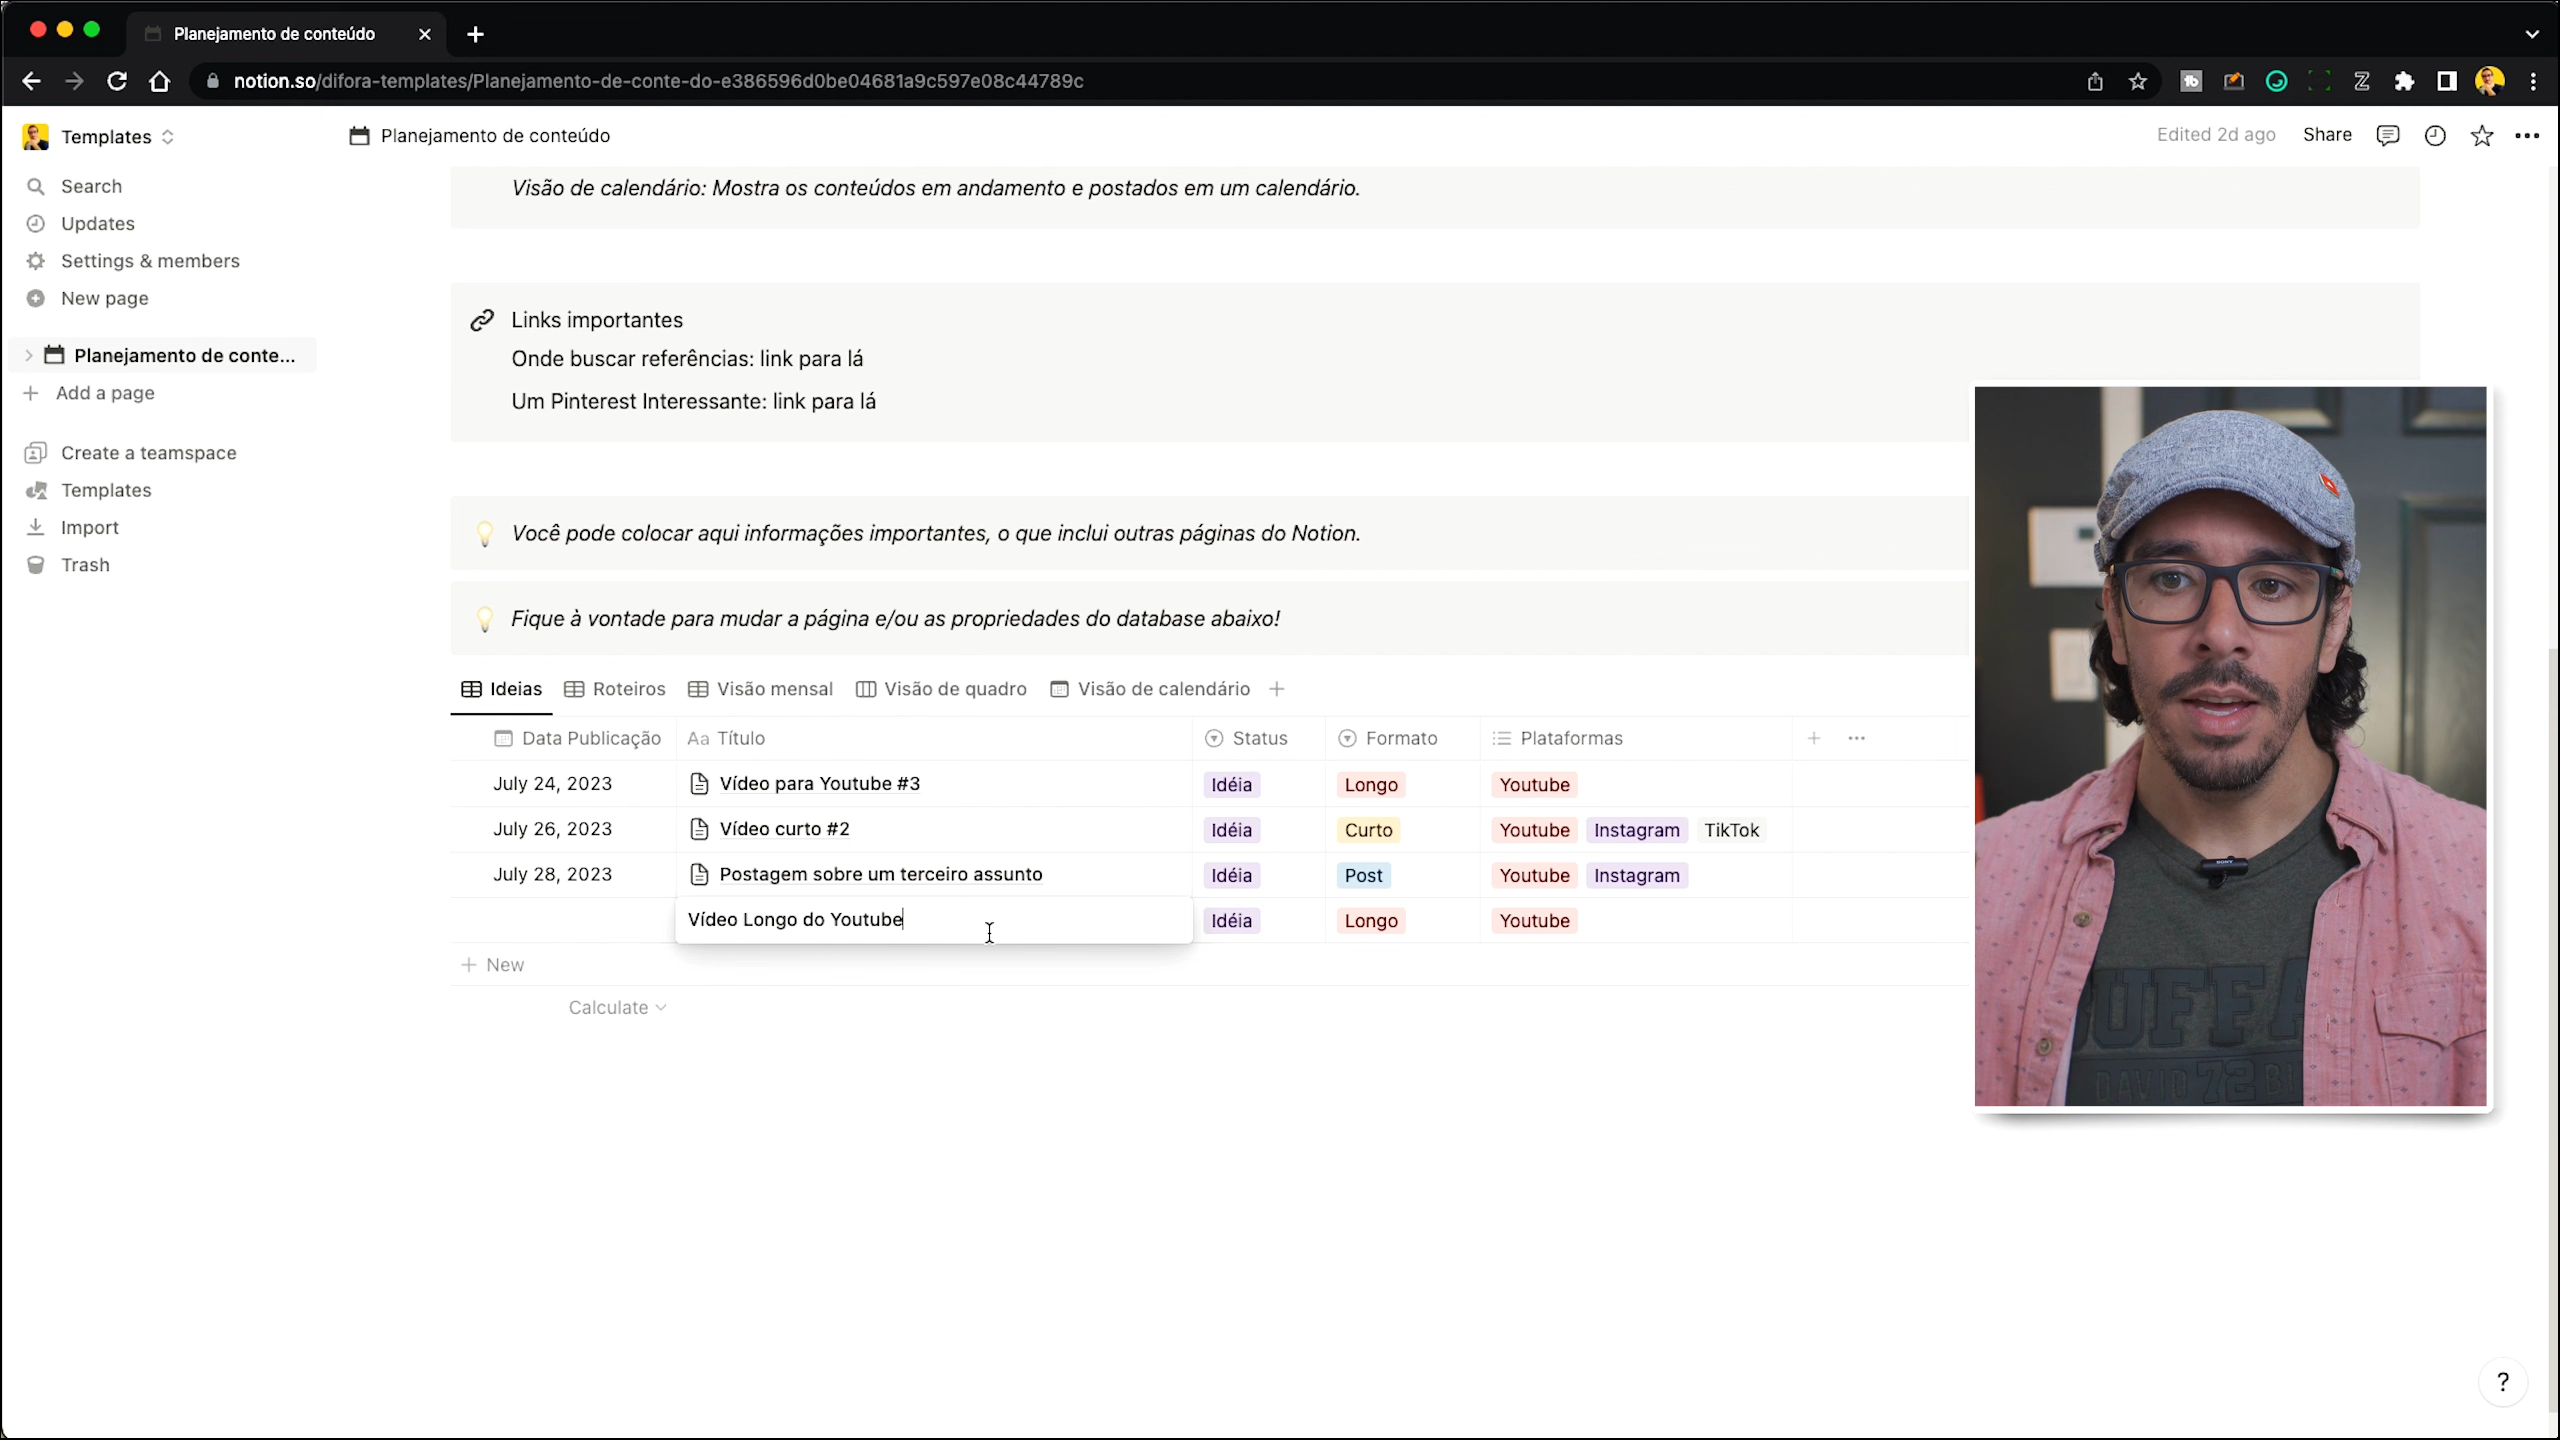 Planejamento de conteúdo
notion.so/difora-templates/Planejamento-de-conte-do-e386596d0be04681a9c597e08c44789c
Templates
Planejamento de conteúdo
Edited 2d ago
Share
Search
Updates
Settings & members
New page
Planejamento de conte...
Add a page
Create a teamspace
Templates
Import
Trash
Visão de calendário: Mostra os conteúdos em andamento e postados em um calendário.
Links importantes
Onde buscar referências: link para lá
Um Pinterest Interessante: link para lá
Você pode colocar aqui informações importantes, o que inclui outras páginas do Notion.
Fique à vontade para mudar a página e/ou as propriedades do database abaixo!
Ideias Roteiros Visão mensal Visão de quadro Visão de calendário
Data Publicação Aa Título Status Formato Plataformas
July 24, 2023 Vídeo para Youtube #3 Idéia Longo Youtube
July 26, 2023 Vídeo curto #2 Idéia Curto Youtube Instagram TikTok
July 28, 2023 Postagem sobre um terceiro assunto Idéia Post Youtube Instagram
Vídeo Longo do Youtube Idéia Longo Youtube
New
Calculate
SONY
DAVID 72 BI
?